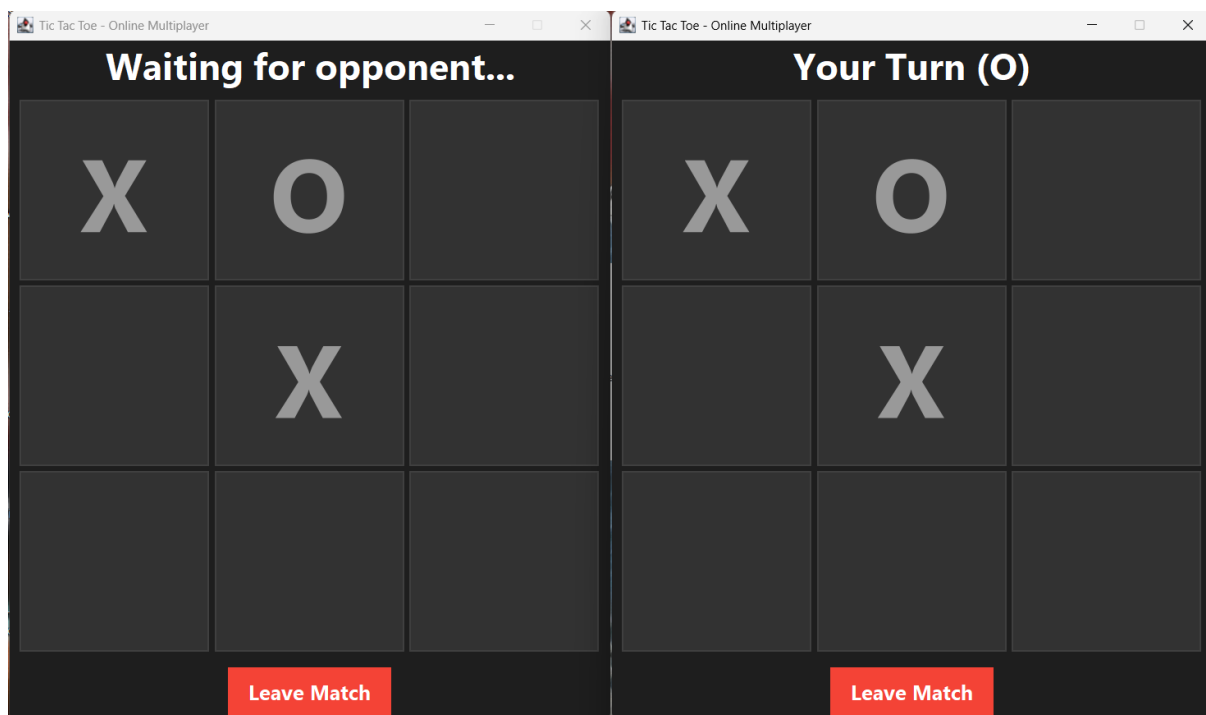 Tic Tac Toe - Online Multiplayer
Waiting for opponent...
X O
X
Leave Match
Tic Tac Toe - Online Multiplayer
Your Turn (O)
X O
X
Leave Match